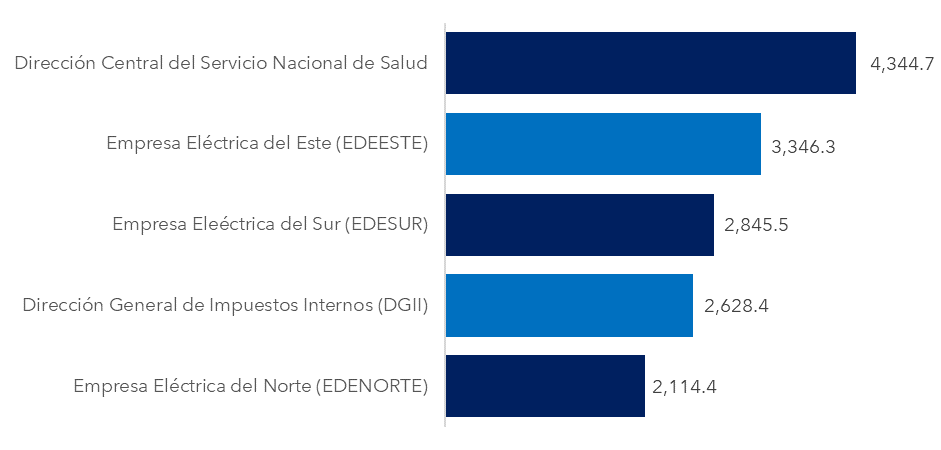 Dirección Central del Servicio Nacional de Salud 4,344.7
Empresa Eléctrica del Este (EDEESTE) 3,346.3
Empresa Eleéctrica del Sur (EDESUR) 2,845.5
Dirección General de Impuestos Internos (DGII) 2,628.4
Empresa Eléctrica del Norte (EDENORTE) 2,114.4